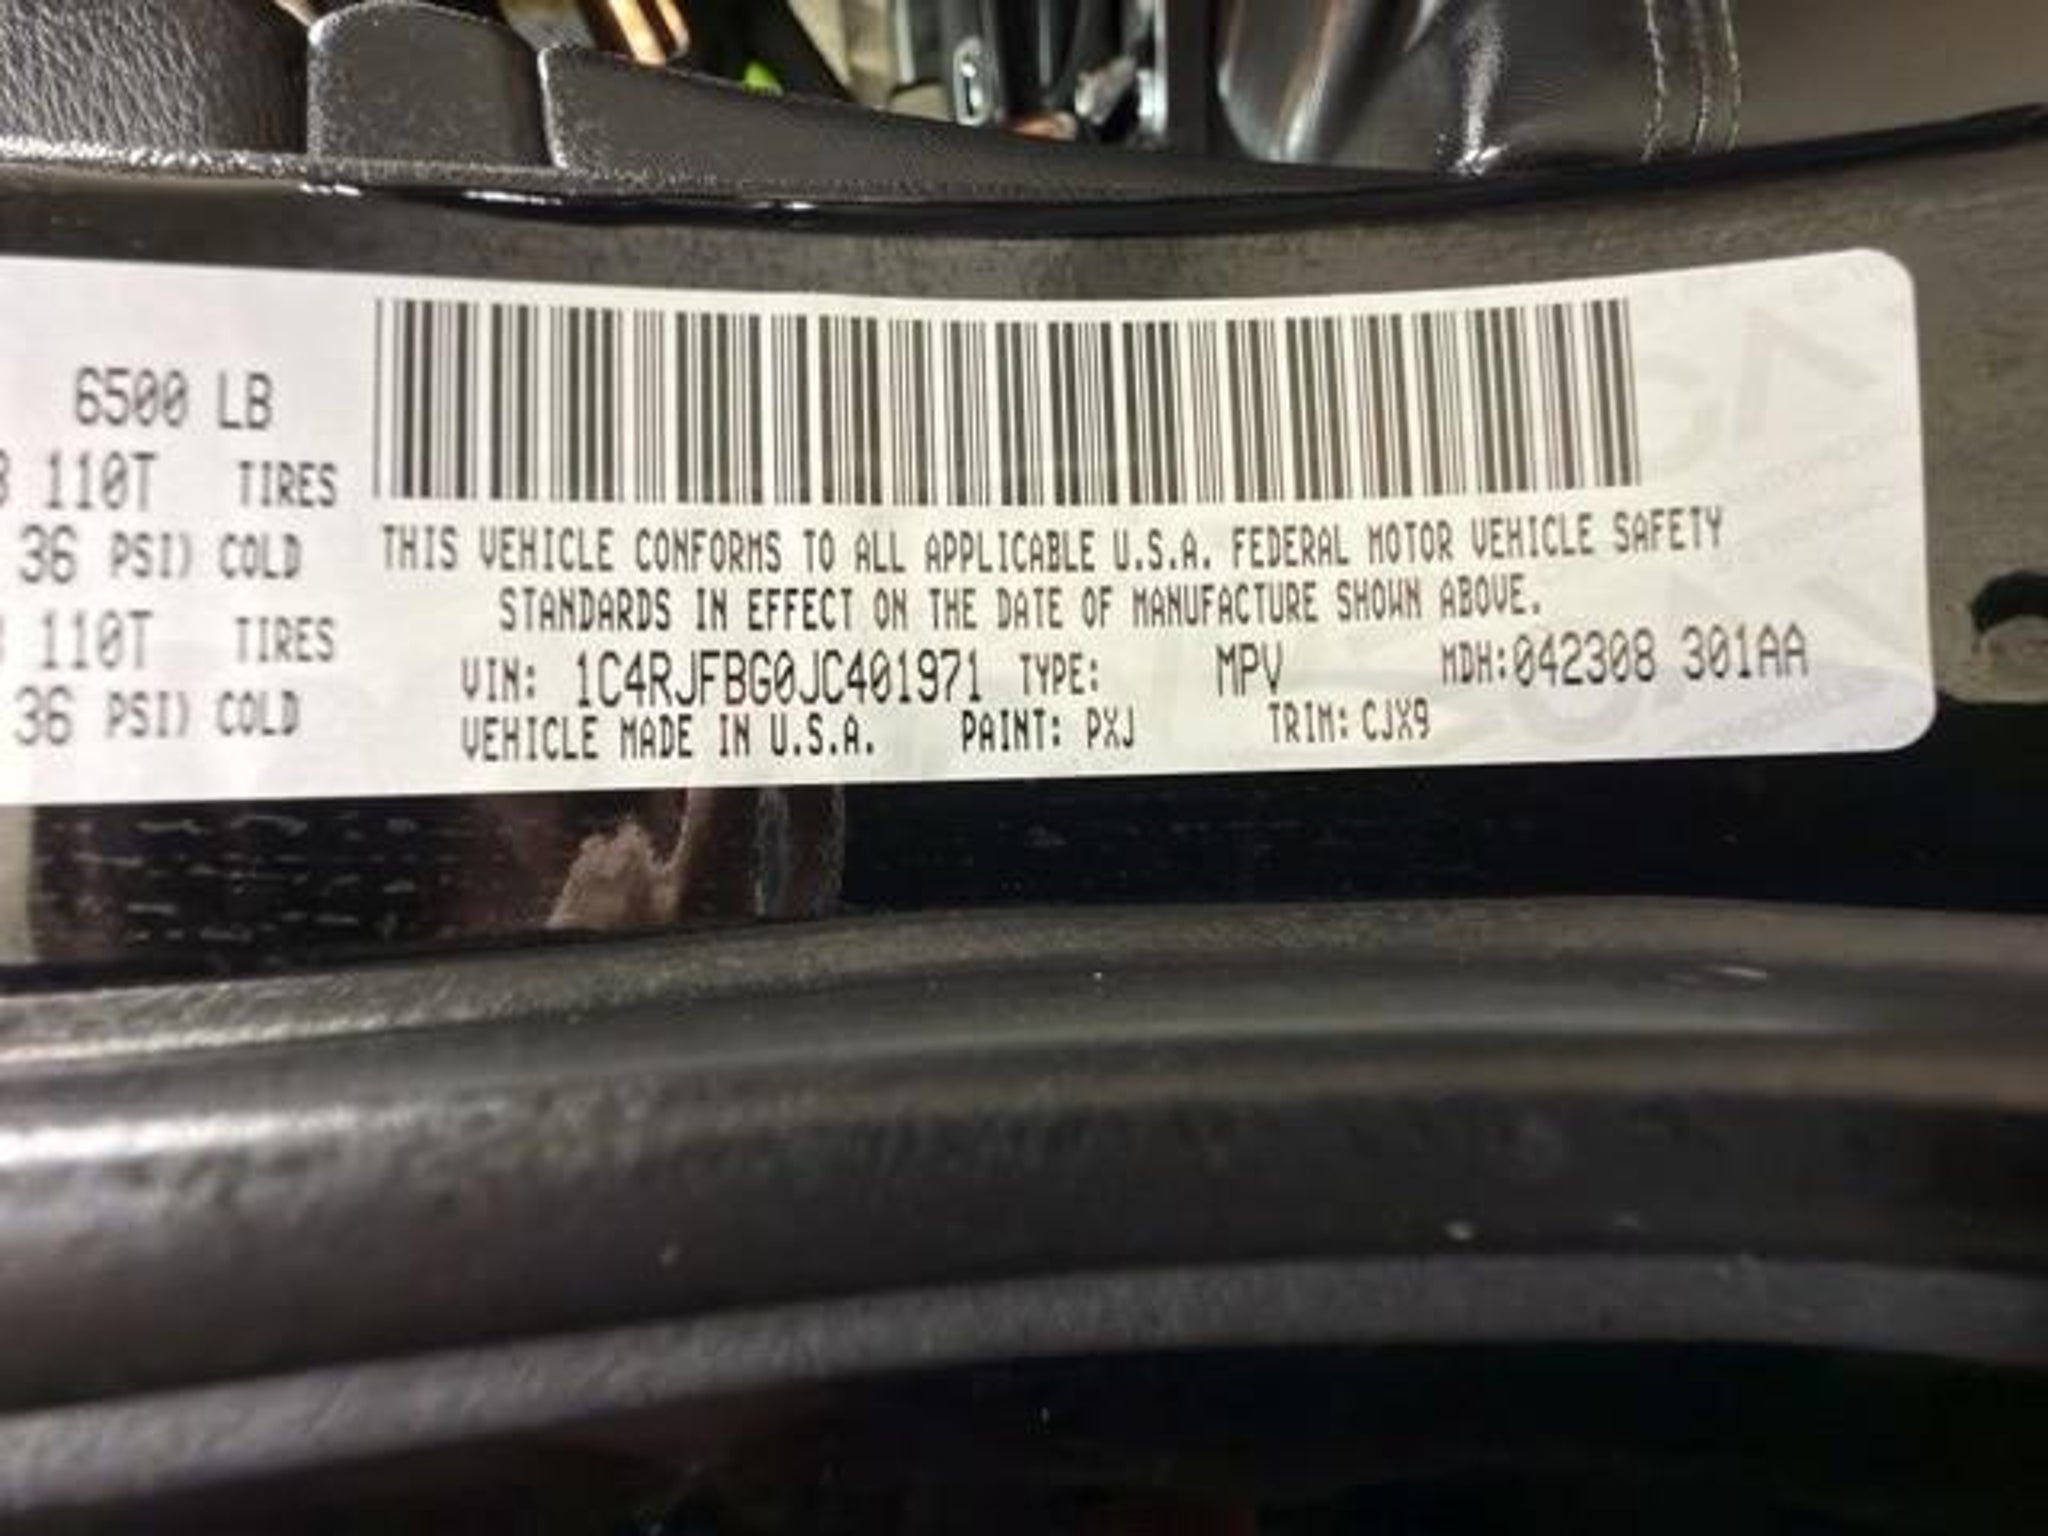 6500 LB
110T TIRES
36 PSI) COLD
110T TIRES
36 PSI) COLD
THIS VEHICLE CONFORMS TO ALL APPLICABLE U.S.A. FEDERAL MOTOR VEHICLE SAFETY
STANDARDS IN EFFECT ON THE DATE OF MANUFACTURE SHOWN ABOVE.
VIN: 1C4RJFBG0JC401971 TYPE: MPV MDH:042308 301AA
VEHICLE MADE IN U.S.A. PAINT: PXJ TRIM: CJX9